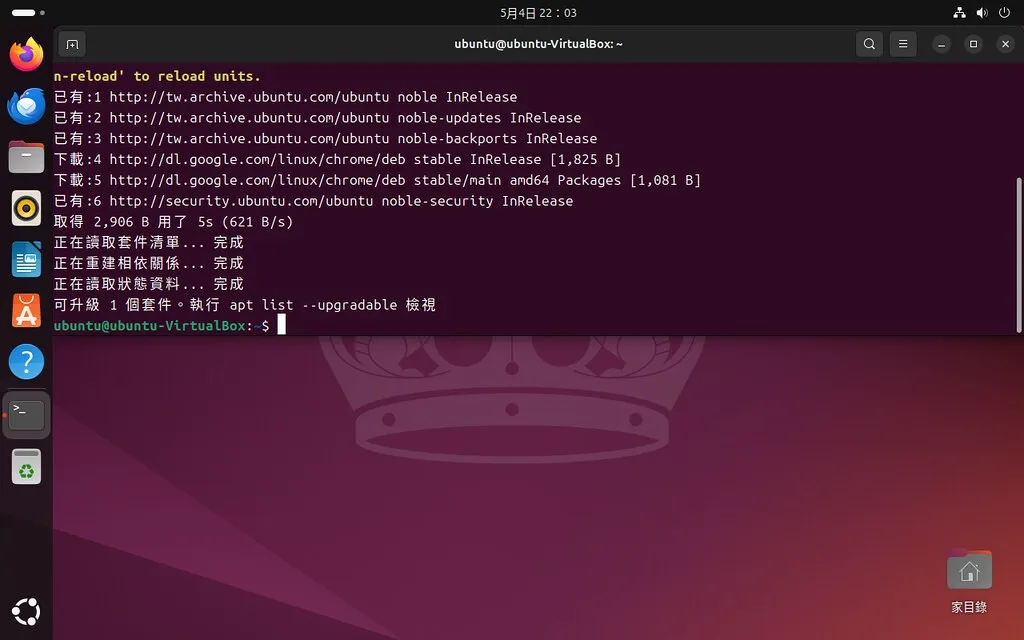 5月4日 22：03
ubuntu@ubuntu-VirtualBox: ~
n-reload' to reload units.
已有:1 http://tw.archive.ubuntu.com/ubuntu noble InRelease
已有:2 http://tw.archive.ubuntu.com/ubuntu noble-updates InRelease
已有:3 http://tw.archive.ubuntu.com/ubuntu noble-backports InRelease
下載:4 http://dl.google.com/linux/chrome/deb stable InRelease [1,825 B]
下載:5 http://dl.google.com/linux/chrome/deb stable/main amd64 Packages [1,081 B]
已有:6 http://security.ubuntu.com/ubuntu noble-security InRelease
取得 2,906 B 用了 5s (621 B/s)
正在讀取套件清單... 完成
正在重建相依關係... 完成
正在讀取狀態資料... 完成
可升級 1 個套件。執行 apt list --upgradable 檢視
ubuntu@ubuntu-VirtualBox:~$
家目錄